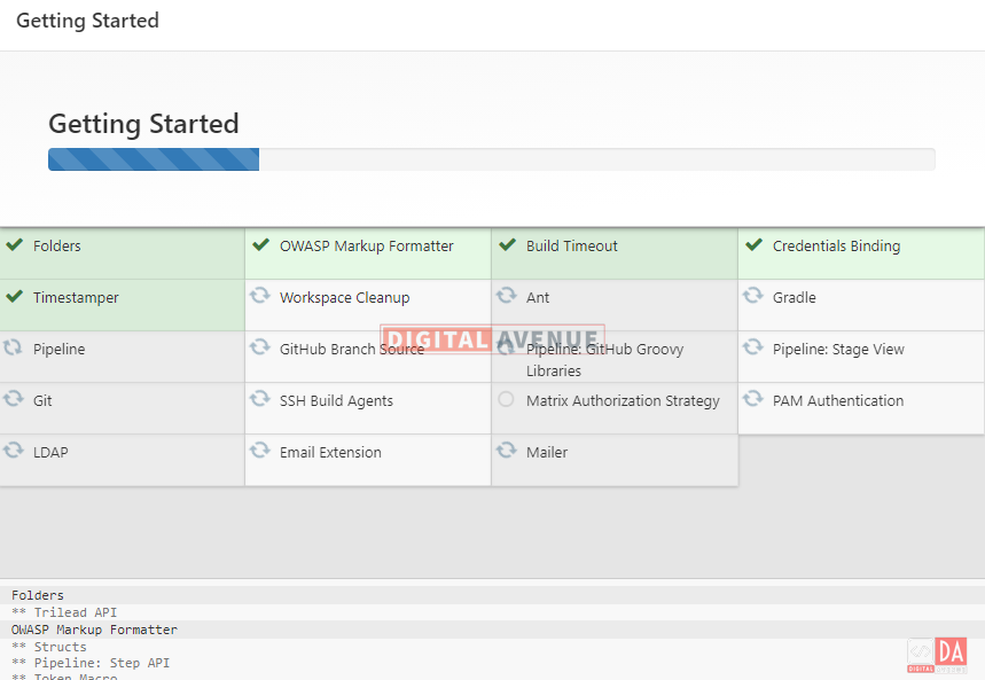 Getting Started
Getting Started
Folders
OWASP Markup Formatter
Build Timeout
Credentials Binding
Timestamper
Workspace Cleanup
Ant
Gradle
DIGITAL AVENUE
Pipeline
GitHub Branch Source
Pipeline: GitHub Groovy
Libraries
Pipeline: Stage View
Git
SSH Build Agents
Matrix Authorization Strategy
PAM Authentication
LDAP
Email Extension
Mailer
Folders
** Trilead API
OWASP Markup Formatter
** Structs
** Pipeline: Step API
** Token Macro
DA
DIGITAL